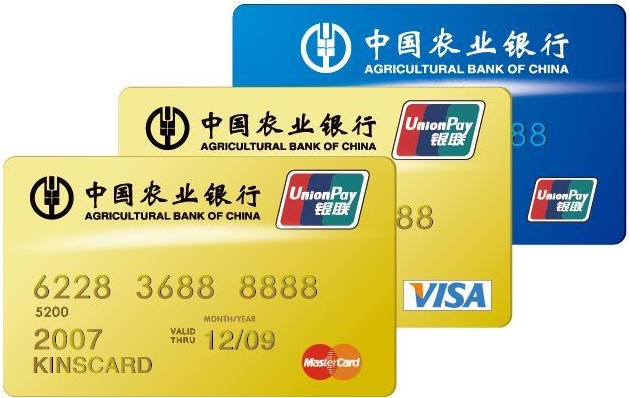 中国农业银行
AGRICULTURAL BANK OF CHINA
88
UnionPay
银联
中国农业银行
AGRICULTURAL BANK OF CHINA
UnionPay
银联
88
VISA
中国农业银行
AGRICULTURAL BANK OF CHINA
UnionPay
银联
6228 3688 8888
5200
MONTH/YEAR
2007 VALID THRU 12/09
KINSCARD
MasterCard